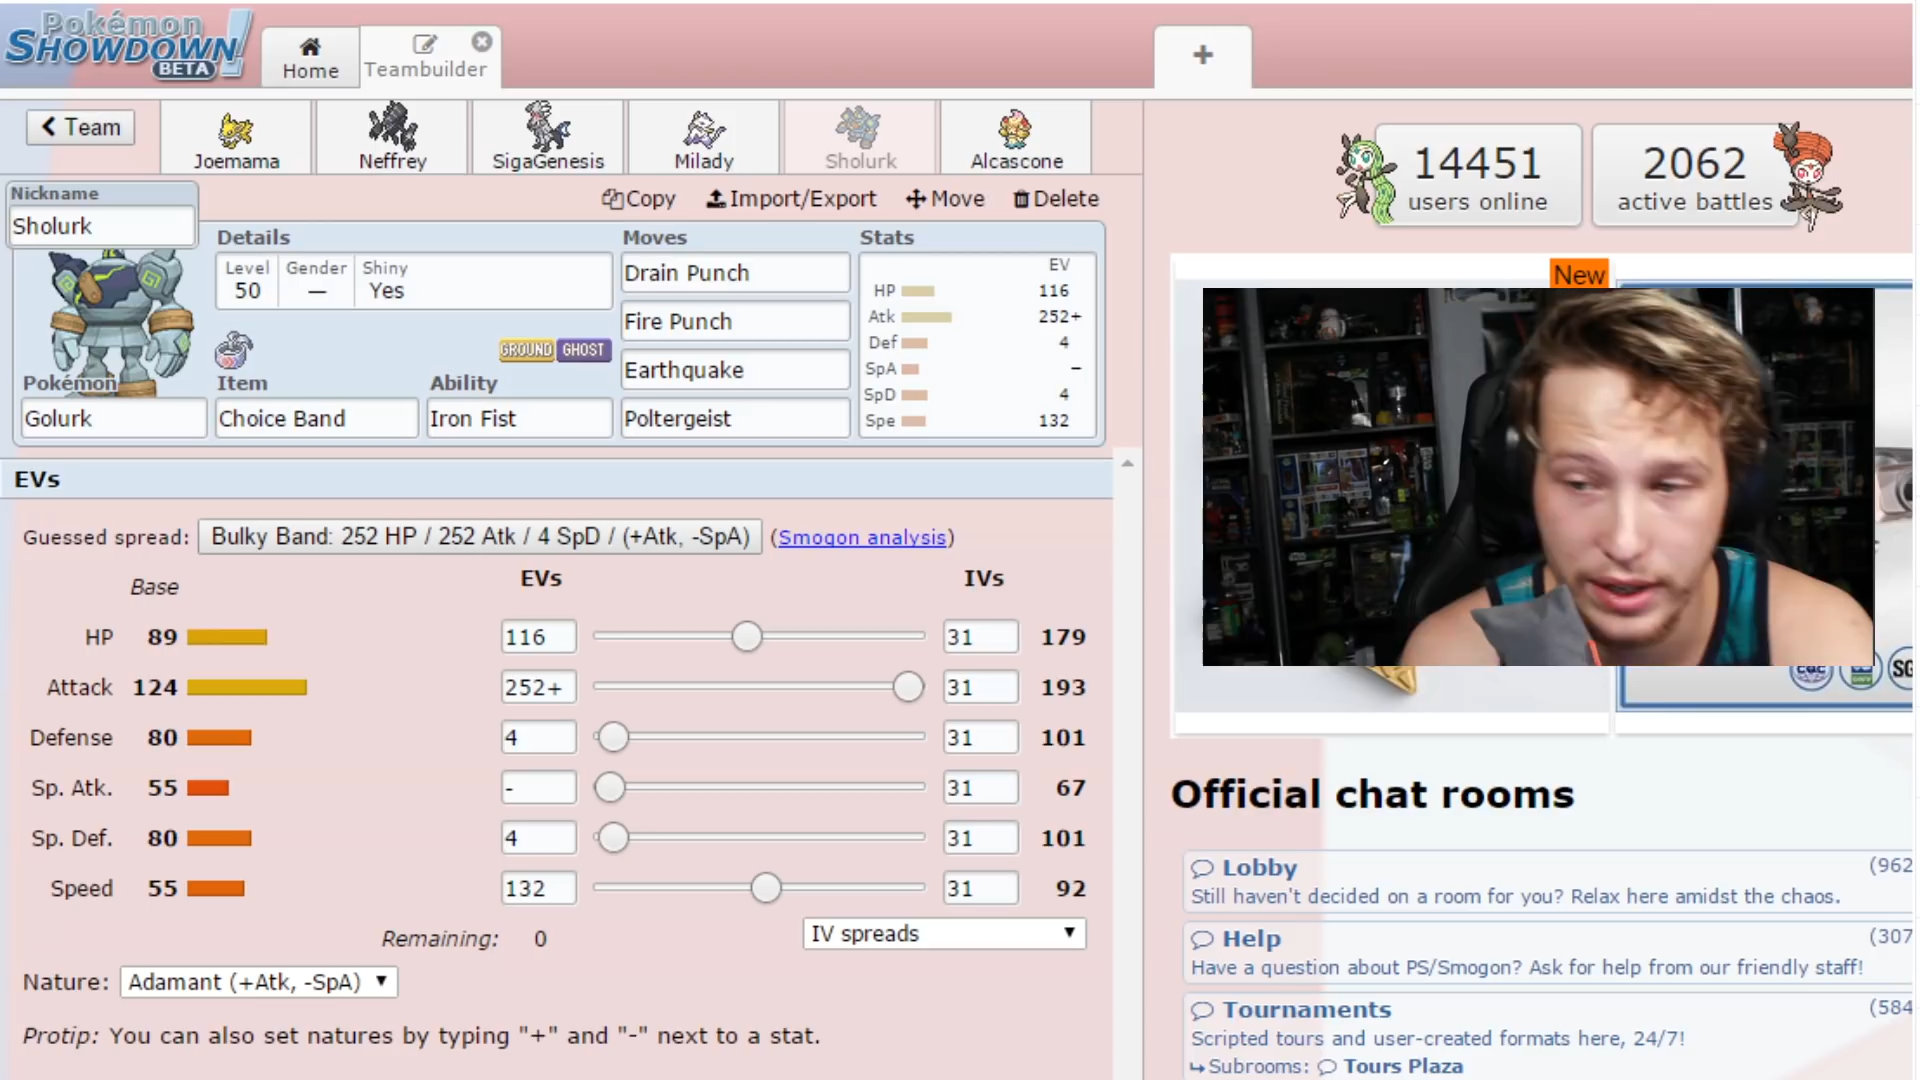 Pokémon
SHOWDOWN!
BETA
Home
Teambuilder
+
Team
Joemama
Neffrey
SigaGenesis
Milady
Sholurk
Alcascone
14451
users online
2062
active battles
Nickname
Sholurk
Copy
Import/Export
Move
Delete
Details
Level
50
Gender
—
Shiny
Yes
GROUND GHOST
Pokémon
Golurk
Item
Choice Band
Ability
Iron Fist
Moves
Drain Punch
Fire Punch
Earthquake
Poltergeist
Stats
EV
HP 116
Atk 252+
Def 4
SpA –
SpD 4
Spe 132
New
EVs
Guessed spread: Bulky Band: 252 HP / 252 Atk / 4 SpD / (+Atk, -SpA) (Smogon analysis)
Base EVs IVs
HP 89 116 31 179
Attack 124 252+ 31 193
Defense 80 4 31 101
Sp. Atk. 55 - 31 67
Sp. Def. 80 4 31 101
Speed 55 132 31 92
Remaining: 0
IV spreads
Nature: Adamant (+Atk, -SpA)
Protip: You can also set natures by typing "+" and "-" next to a stat.
Official chat rooms
Lobby (962
Still haven't decided on a room for you? Relax here amidst the chaos.
Help (307
Have a question about PS/Smogon? Ask for help from our friendly staff!
Tournaments (584
Scripted tours and user-created formats here, 24/7!
Subrooms: Tours Plaza